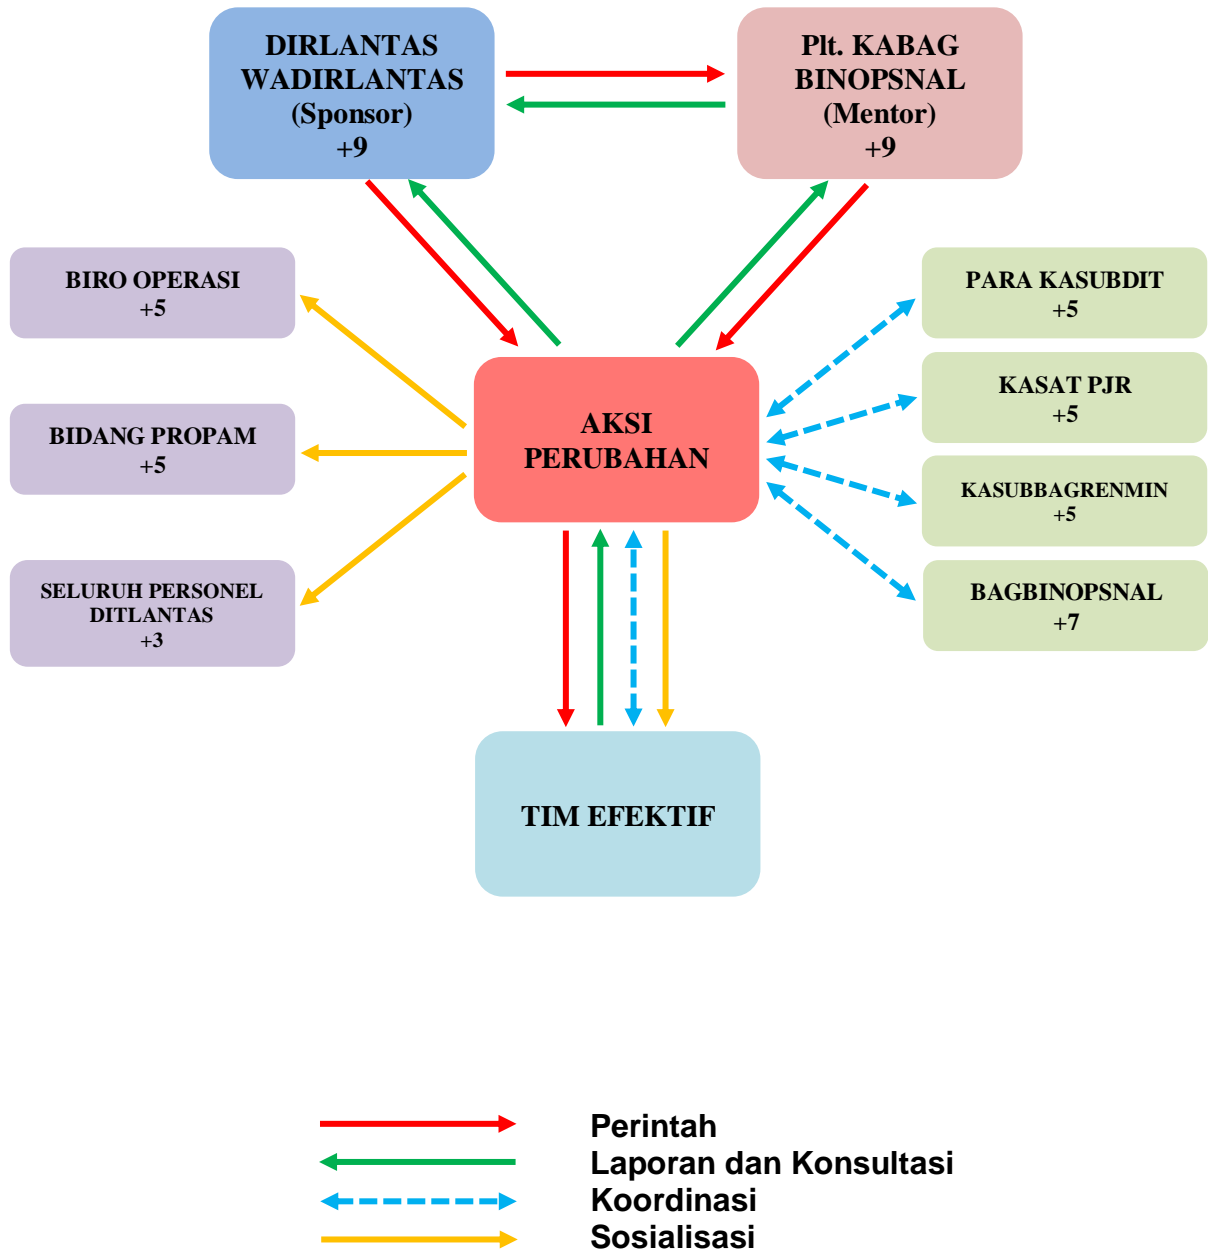 DIRLANTAS
WADIRLANTAS
(Sponsor)
+9
Plt. KABAG
BINOPSNAL
(Mentor)
+9
BIRO OPERASI
+5
BIDANG PROPAM
+5
SELURUH PERSONEL
DITLANTAS
+3
AKSI
PERUBAHAN
PARA KASUBDIT
+5
KASAT PJR
+5
KASUBBAGRENMIN
+5
BAGBINOPSNAL
+7
TIM EFEKTIF
Perintah
Laporan dan Konsultasi
Koordinasi
Sosialisasi